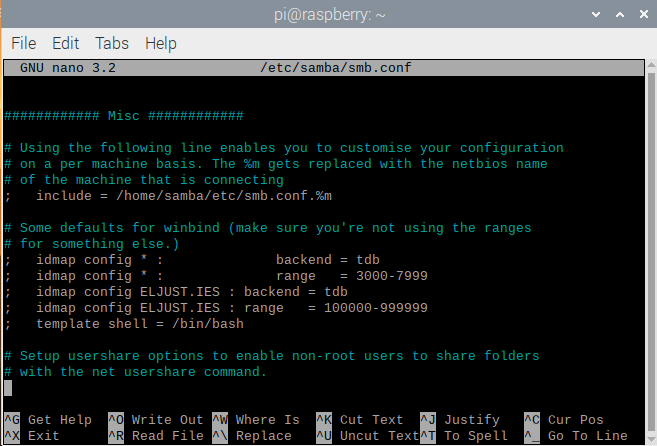 pi@raspberry: ~
File Edit Tabs Help
GNU nano 3.2 /etc/samba/smb.conf
############ Misc ############
# Using the following line enables you to customise your configuration
# on a per machine basis. The %m gets replaced with the netbios name
# of the machine that is connecting
;   include = /home/samba/etc/smb.conf.%m
# Some defaults for winbind (make sure you're not using the ranges
# for something else.)
;   idmap config * :              backend = tdb
;   idmap config * :              range   = 3000-7999
;   idmap config ELJUST.IES : backend = tdb
;   idmap config ELJUST.IES : range   = 100000-999999
;   template shell = /bin/bash
# Setup usershare options to enable non-root users to share folders
# with the net usershare command.
^G Get Help ^O Write Out ^W Where Is ^K Cut Text ^J Justify ^C Cur Pos
^X Exit ^R Read File ^\ Replace ^U Uncut Text ^T To Spell ^_ Go To Line